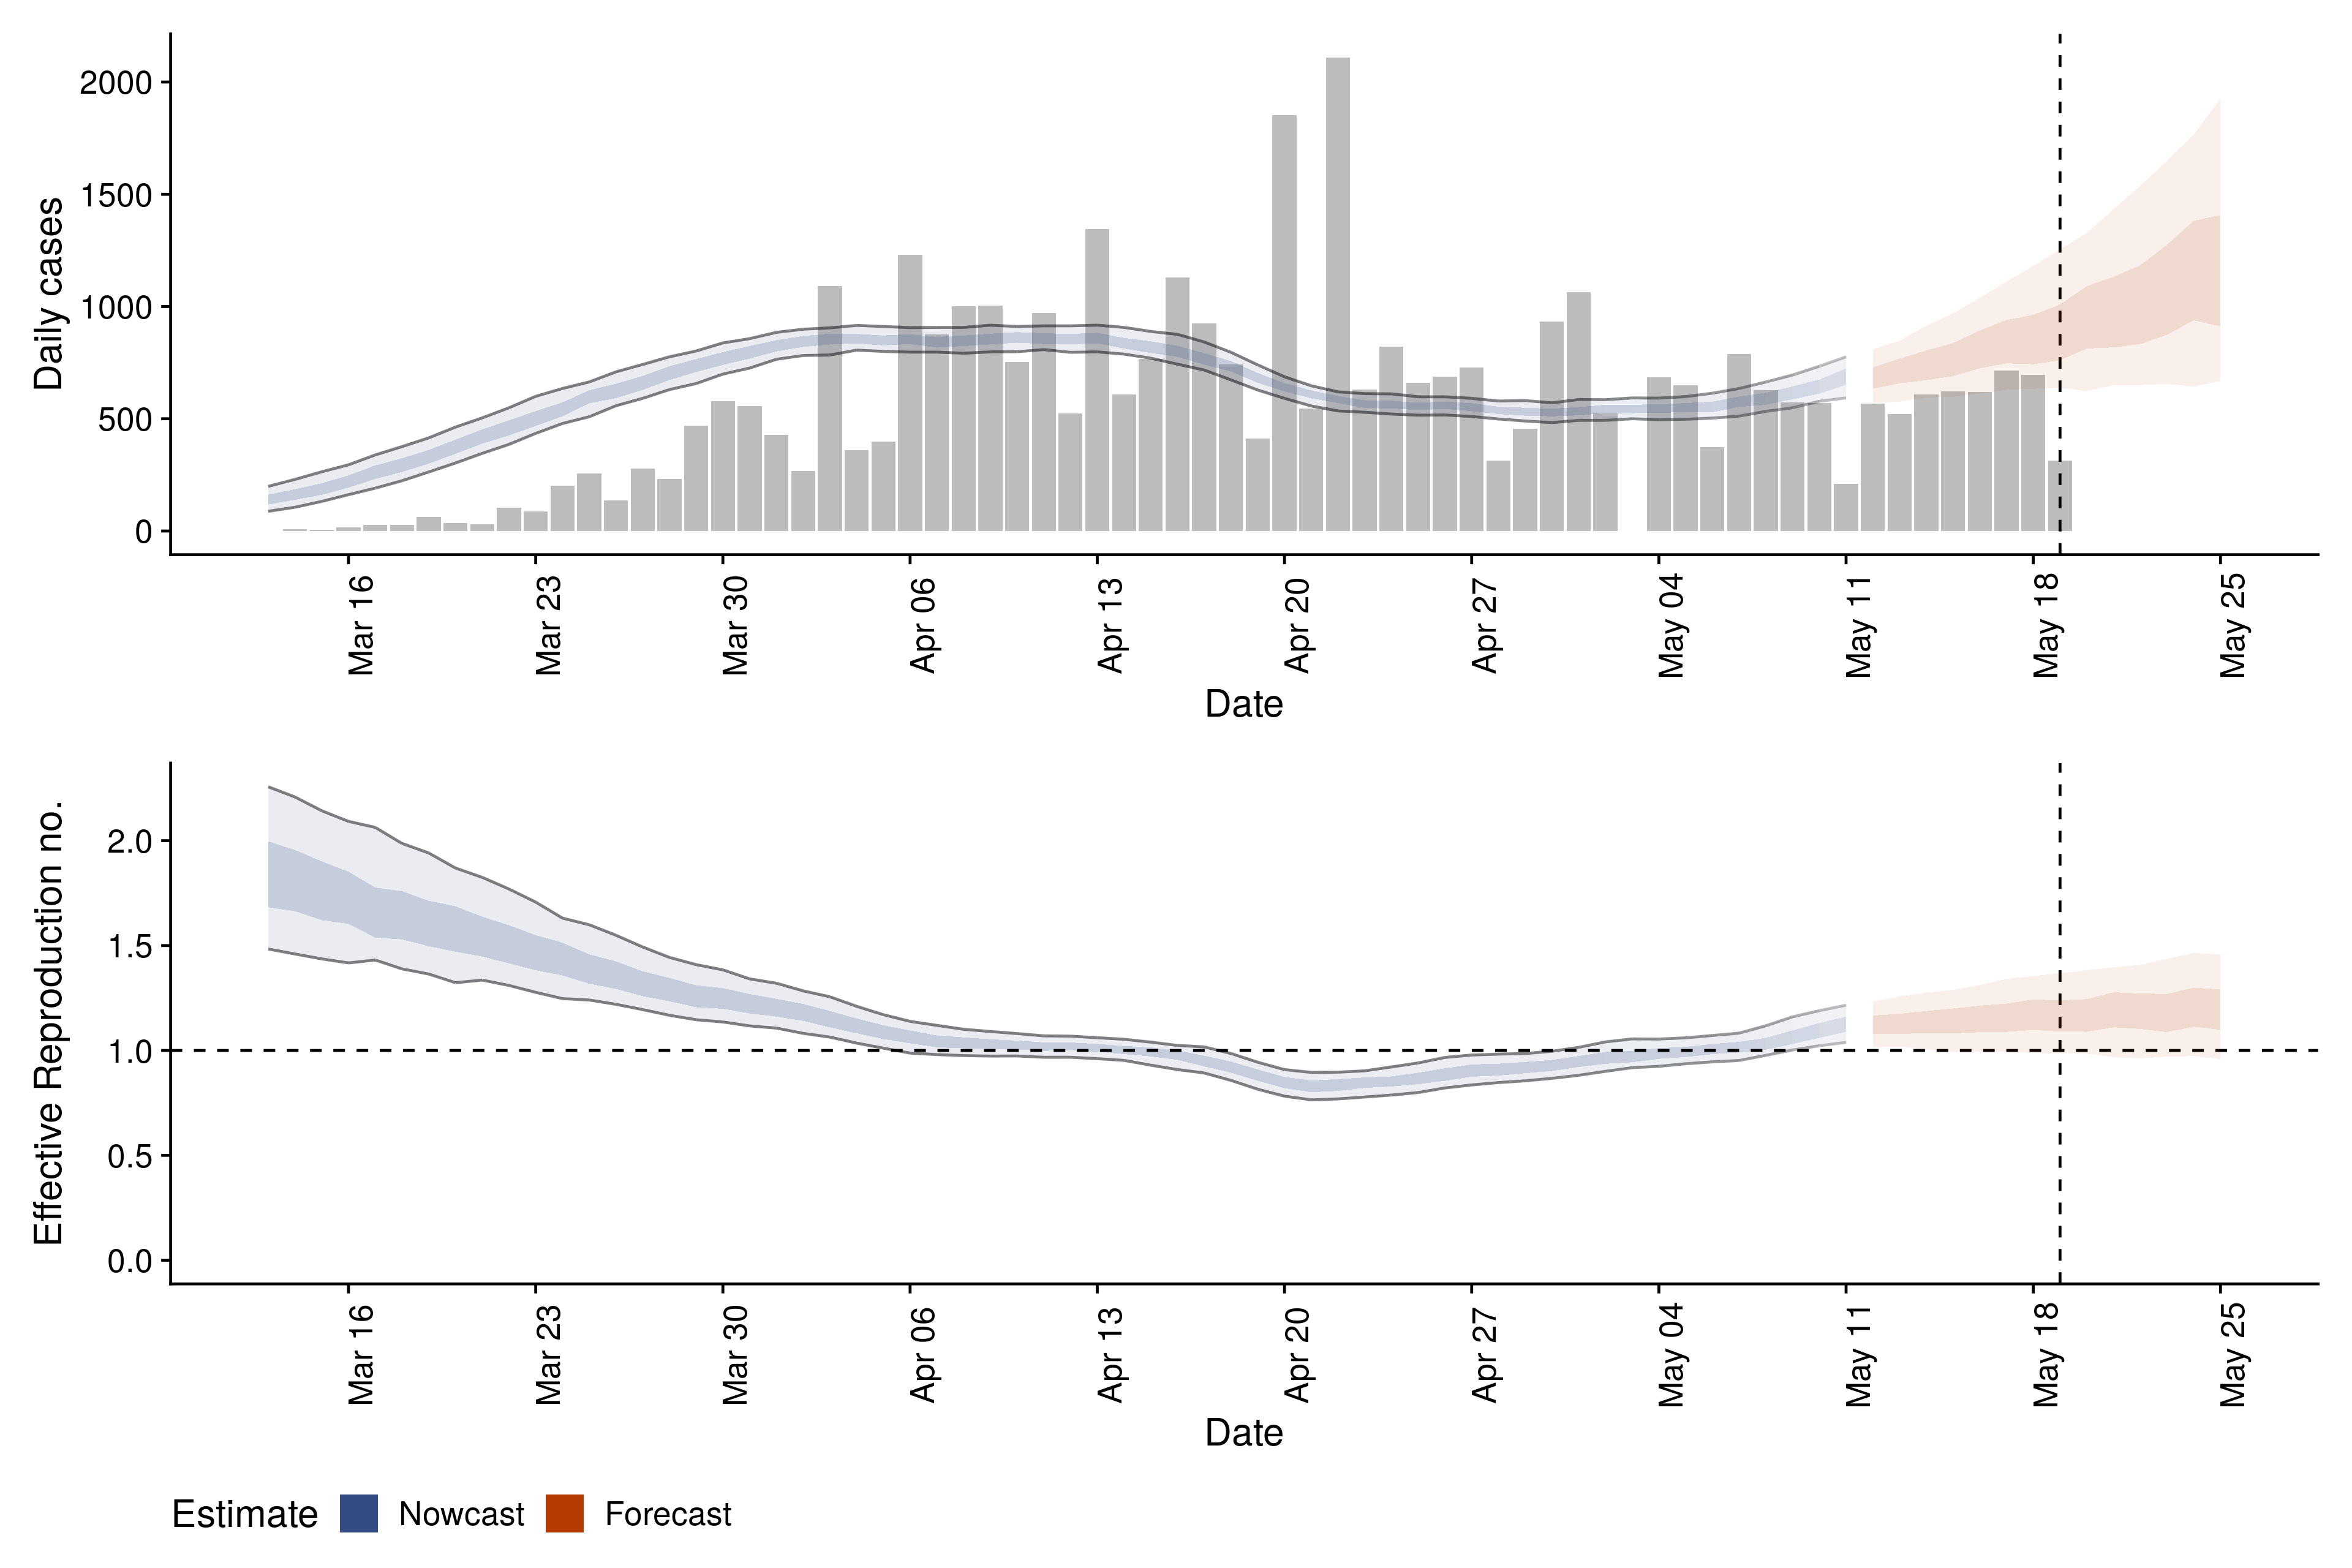 Daily cases
2000
1500
1000
500
0
Mar 16
Mar 23
Mar 30
Apr 06
Apr 13
Apr 20
Apr 27
May 04
May 11
May 18
May 25
Date
Effective Reproduction no.
2.0
1.5
1.0
0.5
0.0
Mar 16
Mar 23
Mar 30
Apr 06
Apr 13
Apr 20
Apr 27
May 04
May 11
May 18
May 25
Date
Estimate Nowcast Forecast